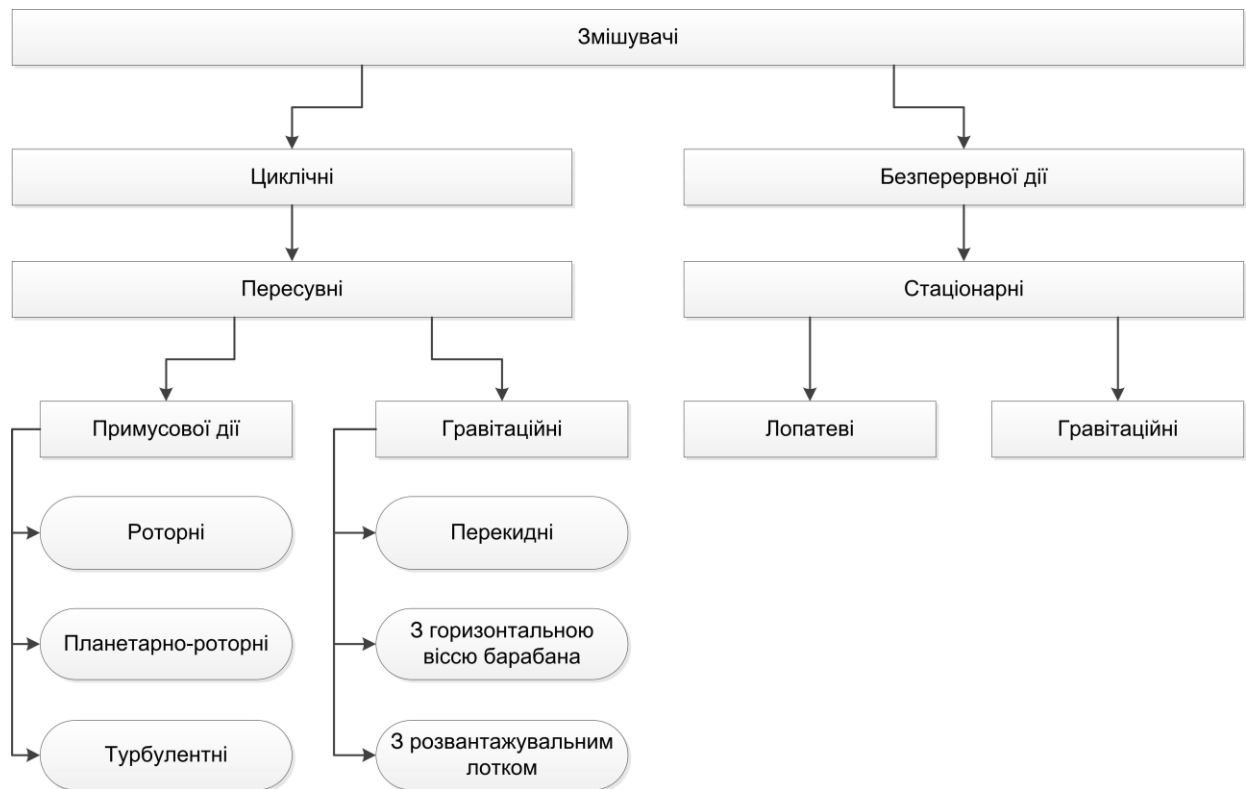 Змішувачі
Циклічні
Безперервної дії
Пересувні
Стаціонарні
Примусової дії
Гравітаційні
Лопатеві
Гравітаційні
Роторні
Перекидні
Планетарно-роторні
З горизонтальною
віссю барабана
Турбулентні
З розвантажувальним
лотком